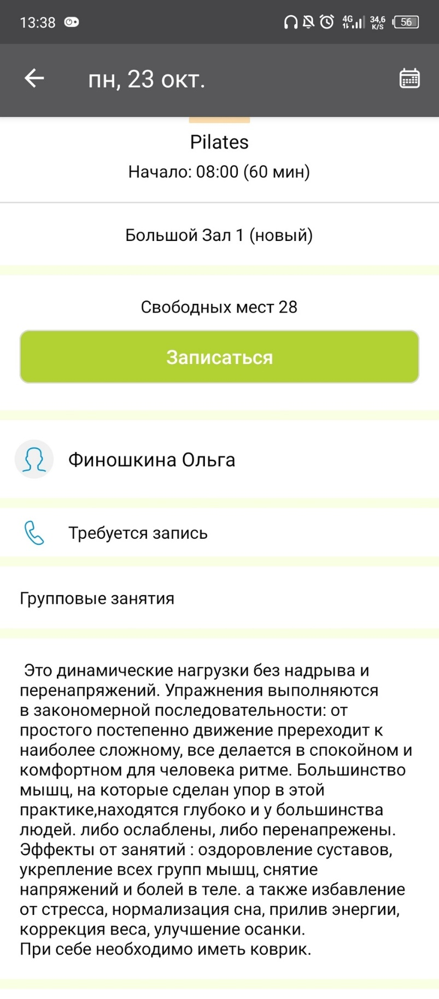 13:38
4G
34,6
K/S
56
пн, 23 окт.
Pilates
Начало: 08:00 (60 мин)
Большой Зал 1 (новый)
Свободных мест 28
Записаться
Финошкина Ольга
Требуется запись
Групповые занятия
Это динамические нагрузки без надрыва и
перенапряжений. Упражнения выполняются
в закономерной последовательности: от
простого постепенно движение пререходит к
наиболее сложному, все делается в спокойном и
комфортном для человека ритме. Большинство
мышц, на которые сделан упор в этой
практике,находятся глубоко и у большинства
людей. либо ослаблены, либо перенапрежены.
Эффекты от занятий : оздоровление суставов,
укрепление всех групп мышц, снятие
напряжений и болей в теле. а также избавление
от стресса, нормализация сна, прилив энергии,
коррекция веса, улучшение осанки.
При себе необходимо иметь коврик.